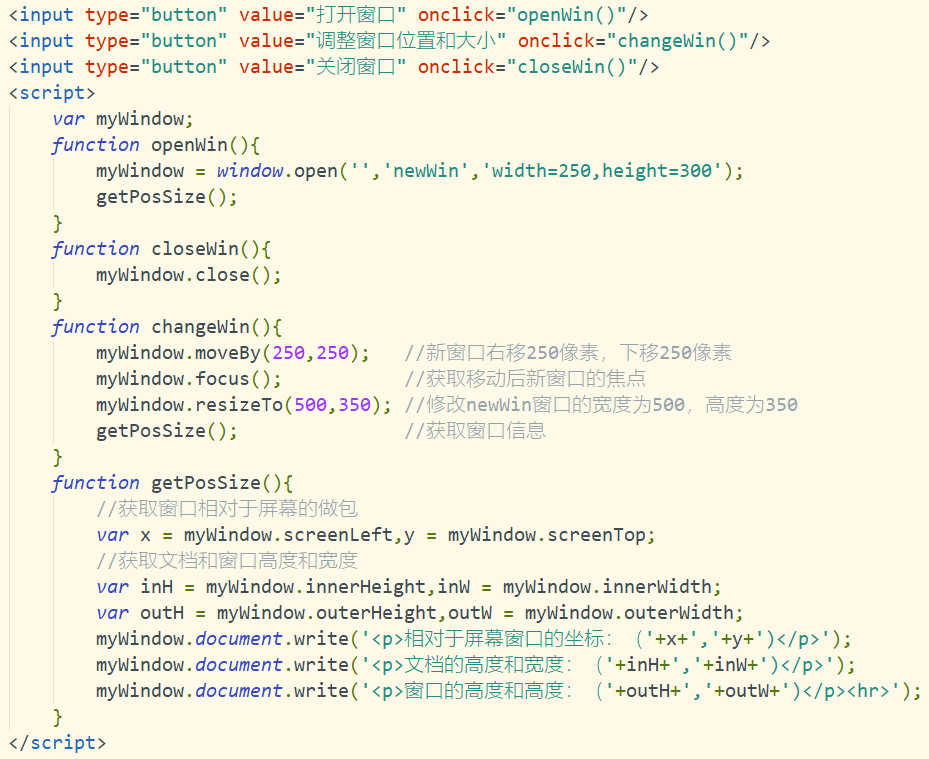 <input type="button" value="打开窗口" onclick="openWin()"/>
<input type="button" value="调整窗口位置和大小" onclick="changeWin()"/>
<input type="button" value="关闭窗口" onclick="closeWin()"/>
<script>
    var myWindow;
    function openWin(){
        myWindow = window.open('','newWin','width=250,height=300');
        getPosSize();
    }
    function closeWin(){
        myWindow.close();
    }
    function changeWin(){
        myWindow.moveBy(250,250);   //新窗口右移250像素，下移250像素
        myWindow.focus();           //获取移动后新窗口的焦点
        myWindow.resizeTo(500,350); //修改newWin窗口的宽度为500，高度为350
        getPosSize();               //获取窗口信息
    }
    function getPosSize(){
        //获取窗口相对于屏幕的做包
        var x = myWindow.screenLeft,y = myWindow.screenTop;
        //获取文档和窗口高度和宽度
        var inH = myWindow.innerHeight,inW = myWindow.innerWidth;
        var outH = myWindow.outerHeight,outW = myWindow.outerWidth;
        myWindow.document.write('<p>相对于屏幕窗口的坐标：（'+x+','+y+')</p>');
        myWindow.document.write('<p>文档的高度和宽度：（'+inH+','+inW+')</p>');
        myWindow.document.write('<p>窗口的高度和高度：（'+outH+','+outW+')</p><hr>');
    }
</script>